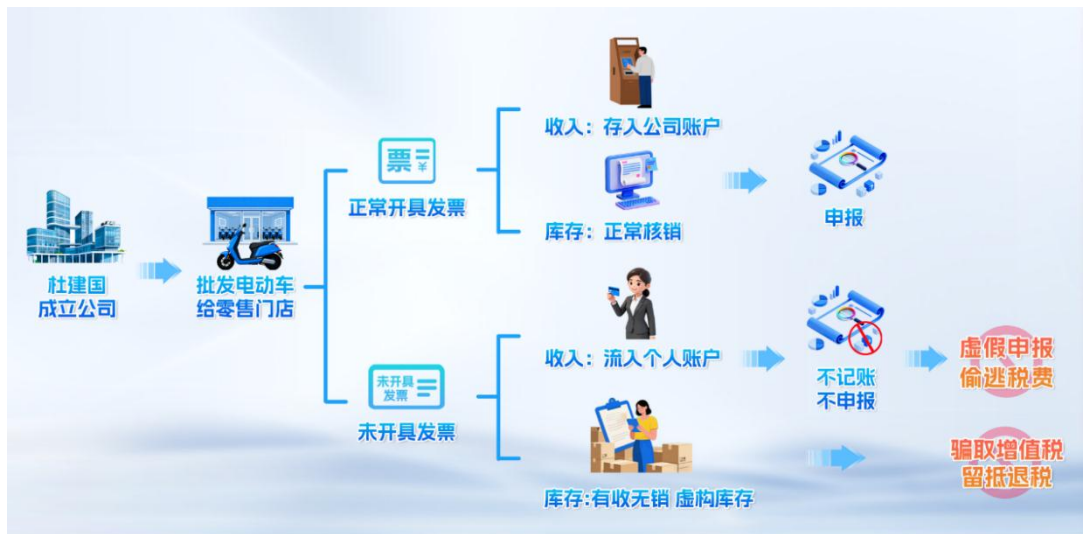 杜建国
成立公司
批发电动车
给零售门店
票
¥
正常开具发票
收入：存入公司账户
库存：正常核销
申报
未开具
发票
未开具发票
收入：流入个人账户
不记账
不申报
虚假申报
偷逃税费
库存:有收无销 虚构库存
骗取增值税
留抵退税